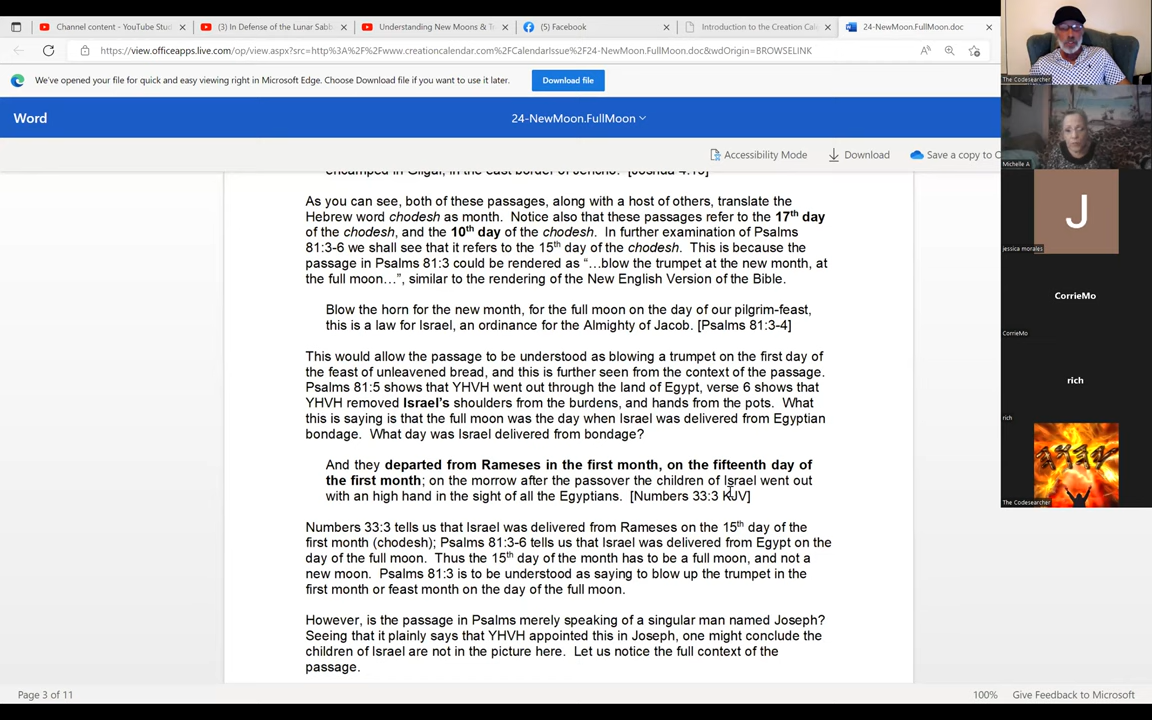 Channel content - YouTube Stud
(3) In Defense of the Lunar Sabb
Understanding New Moons & T
(5) Facebook
Introduction to the Creation Cale
24-NewMoon.FullMoon.doc
https://view.officeapps.live.com/op/view.aspx?src=http%3A%2F%2Fwww.creationcalendar.com%2FCalendarIssue%2F24-NewMoon.FullMoon.doc&wdOrigin=BROWSELINK
We've opened your file for quick and easy viewing right in Microsoft Edge. Choose Download file if you want to use it later.
Download file
Word
24-NewMoon.FullMoon
Accessibility Mode
Download
Save a copy to O
encamped in Gilgal, in the east border of Jericho. [Joshua 4:19]
As you can see, both of these passages, along with a host of others, translate the
Hebrew word chodesh as month. Notice also that these passages refer to the 17th day
of the chodesh, and the 10th day of the chodesh. In further examination of Psalms
81:3-6 we shall see that it refers to the 15th day of the chodesh. This is because the
passage in Psalms 81:3 could be rendered as “…blow the trumpet at the new month, at
the full moon…”, similar to the rendering of the New English Version of the Bible.
Blow the horn for the new month, for the full moon on the day of our pilgrim-feast,
this is a law for Israel, an ordinance for the Almighty of Jacob. [Psalms 81:3-4]
This would allow the passage to be understood as blowing a trumpet on the first day of
the feast of unleavened bread, and this is further seen from the context of the passage.
Psalms 81:5 shows that YHVH went out through the land of Egypt, verse 6 shows that
YHVH removed Israel's shoulders from the burdens, and hands from the pots. What
this is saying is that the full moon was the day when Israel was delivered from Egyptian
bondage. What day was Israel delivered from bondage?
And they departed from Rameses in the first month, on the fifteenth day of
the first month; on the morrow after the passover the children of Israel went out
with an high hand in the sight of all the Egyptians. [Numbers 33:3 KJV]
Numbers 33:3 tells us that Israel was delivered from Rameses on the 15th day of the
first month (chodesh); Psalms 81:3-6 tells us that Israel was delivered from Egypt on the
day of the full moon. Thus the 15th day of the month has to be a full moon, and not a
new moon. Psalms 81:3 is to be understood as saying to blow up the trumpet in the
first month or feast month on the day of the full moon.
However, is the passage in Psalms merely speaking of a singular man named Joseph?
Seeing that it plainly says that YHVH appointed this in Joseph, one might conclude the
children of Israel are not in the picture here. Let us notice the full context of the
passage.
Page 3 of 11
100%
Give Feedback to Microsoft
The Codesearcher
Michelle A
J
jessica morales
CorrieMo
CorrieMo
rich
rich
The Codesearcher